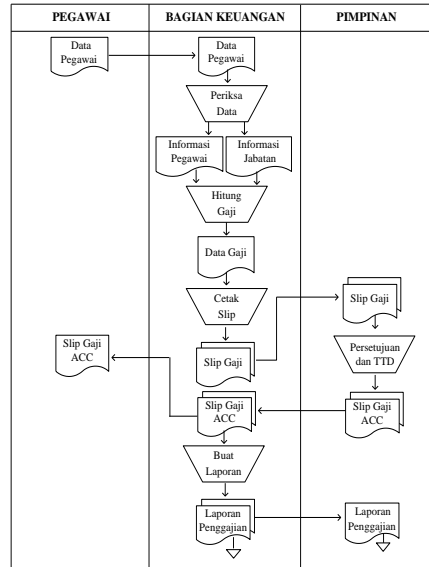 PEGAWAI
BAGIAN KEUANGAN
PIMPINAN
Data
Pegawai
Data
Pegawai
Periksa
Data
Informasi
Pegawai
Informasi
Jabatan
Hitung
Gaji
Data Gaji
Cetak
Slip
Slip Gaji
Slip Gaji
Persetujuan
dan TTD
Slip Gaji
ACC
Slip Gaji
ACC
Slip Gaji
ACC
Buat
Laporan
Laporan
Penggajian
Laporan
Penggajian